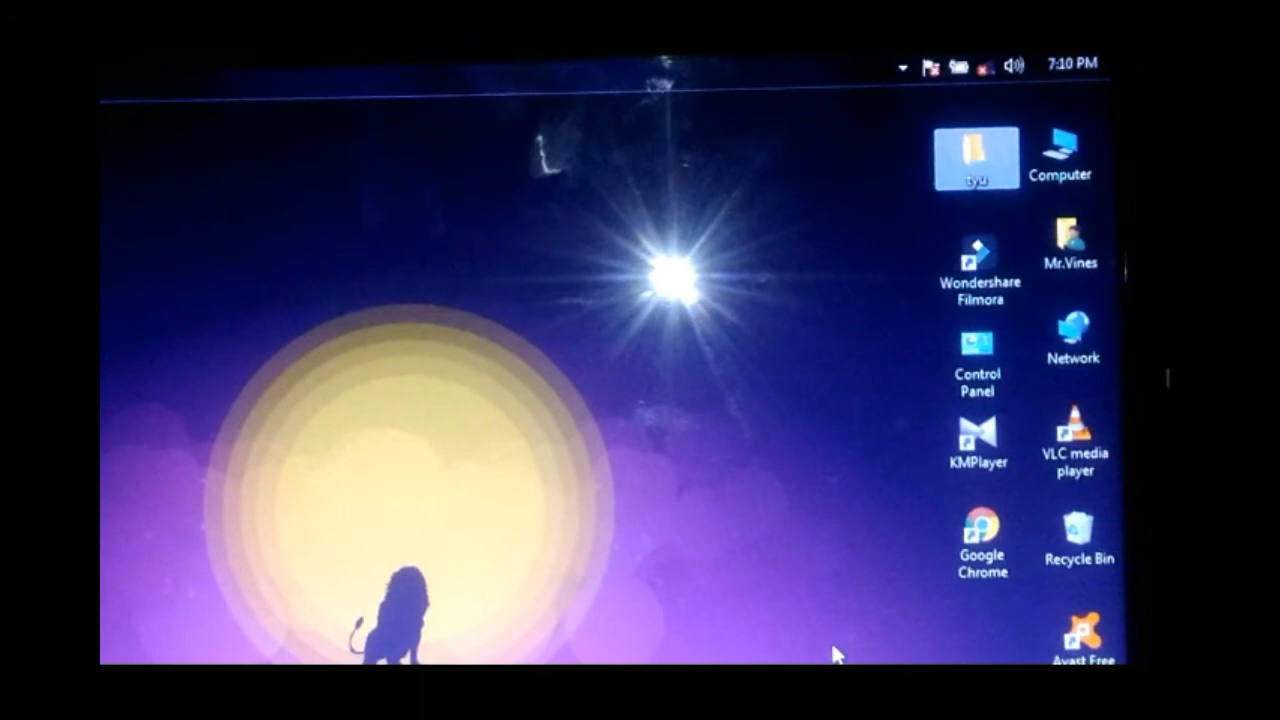 7:10 PM
tyu
Computer
Wondershare
Filmora
Mr.Vines
Control
Panel
Network
KMPlayer
VLC media
player
Google
Chrome
Recycle Bin
Avast Free